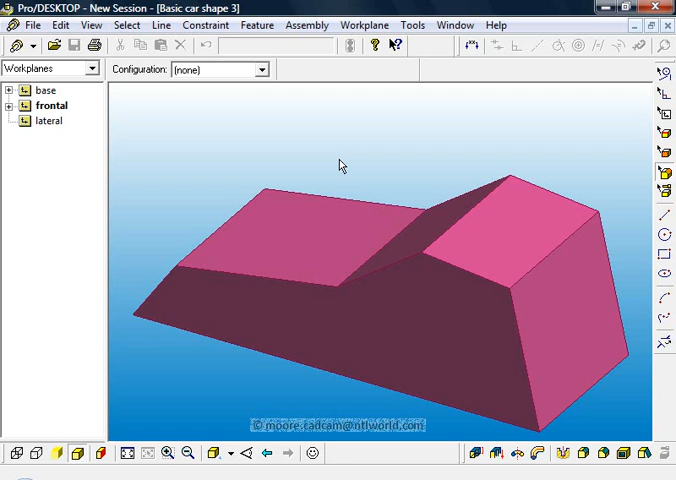 Pro/DESKTOP - New Session - [Basic car shape 3]
File Edit View Select Line Constraint Feature Assembly Workplane Tools Window Help
Workplanes
Configuration: (none)
base
frontal
lateral
© moore.cadcam@ntlworld.com